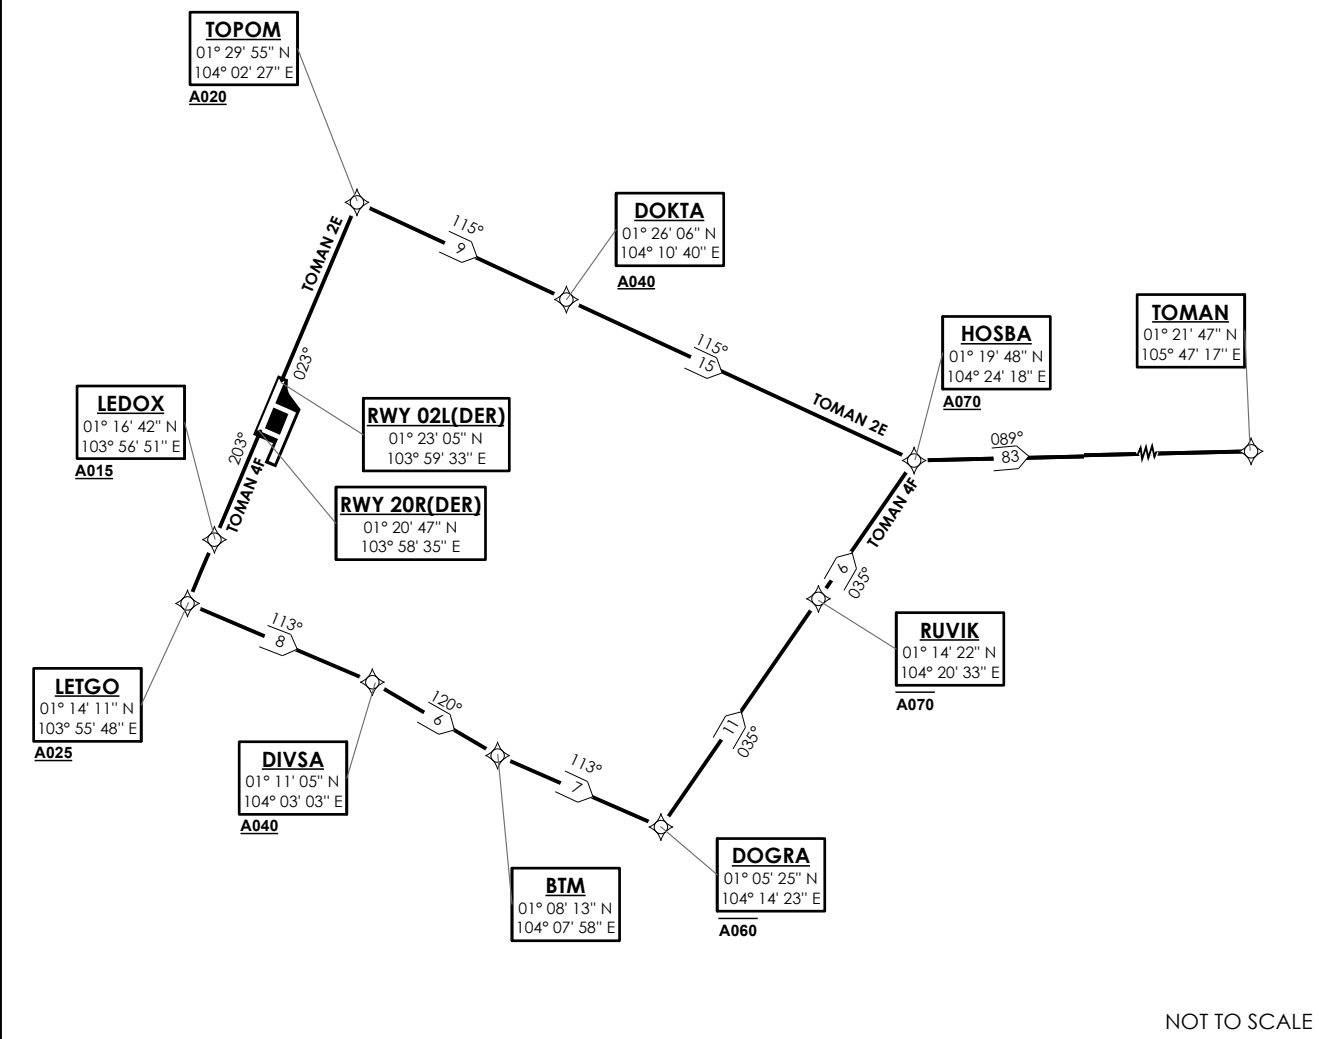 TOPOM
01° 29' 55" N
104° 02' 27" E
A020
TOMAN 2E
115°
9
DOKTA
01° 26' 06" N
104° 10' 40" E
A040
115°
15
TOMAN 2E
HOSBA
01° 19' 48" N
104° 24' 18" E
A070
TOMAN
01° 21' 47" N
105° 47' 17" E
089°
83
023°
LEDOX
01° 16' 42" N
103° 56' 51" E
A015
203°
TOMAN 4F
RWY 02L(DER)
01° 23' 05" N
103° 59' 33" E
RWY 20R(DER)
01° 20' 47" N
103° 58' 35" E
TOMAN 4F
6
035°
RUVIK
01° 14' 22" N
104° 20' 33" E
A070
LETGO
01° 14' 11" N
103° 55' 48" E
A025
113°
8
120°
6
113°
7
11
035°
DIVSA
01° 11' 05" N
104° 03' 03" E
A040
BTM
01° 08' 13" N
104° 07' 58" E
DOGRA
01° 05' 25" N
104° 14' 23" E
A060
NOT TO SCALE